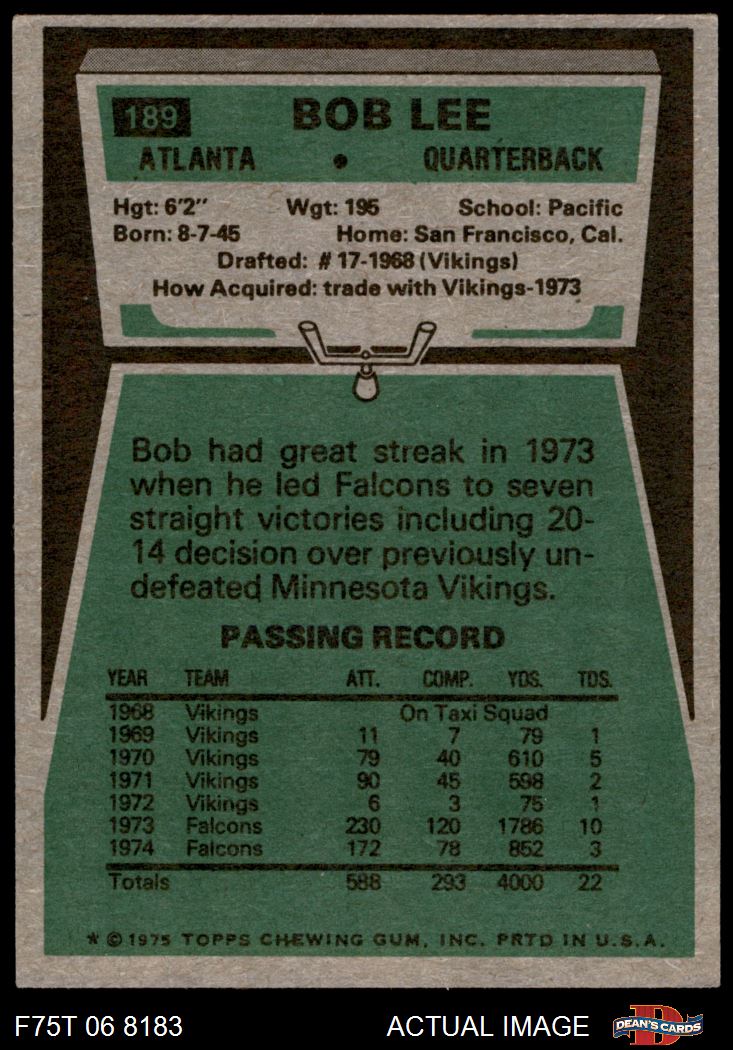 189 BOB LEE
ATLANTA • QUARTERBACK
Hgt: 6'2" Wgt: 195 School: Pacific
Born: 8-7-45 Home: San Francisco, Cal.
Drafted: #17-1968 (Vikings)
How Acquired: trade with Vikings-1973
Bob had great streak in 1973
when he led Falcons to seven
straight victories including 20-
14 decision over previously un-
defeated Minnesota Vikings.
PASSING RECORD
YEAR TEAM ATT. COMP. YDS. TDS.
1968 Vikings On Taxi Squad
1969 Vikings 11 7 79 1
1970 Vikings 79 40 610 5
1971 Vikings 90 45 598 2
1972 Vikings 6 3 75 1
1973 Falcons 230 120 1786 10
1974 Falcons 172 78 852 3
Totals 588 293 4000 22
* © 1975 TOPPS CHEWING GUM, INC. PRTD IN U.S.A.
F75T 06 8183 ACTUAL IMAGE D DEAN'S CARDS